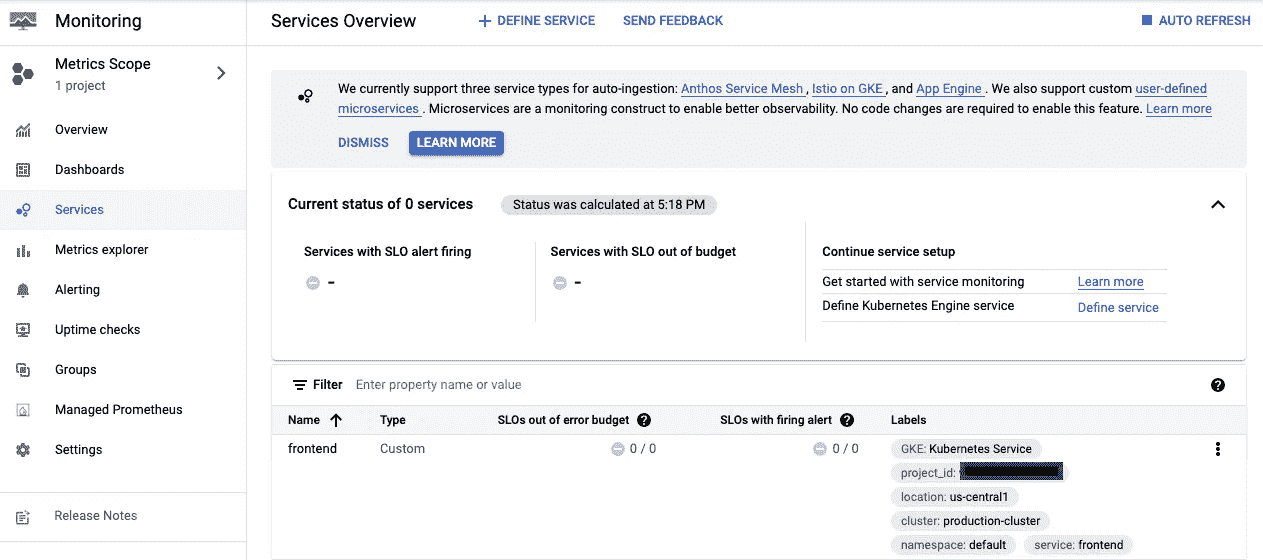 Monitoring
Services Overview
DEFINE SERVICE
SEND FEEDBACK
AUTO REFRESH
Metrics Scope
1 project
Overview
Dashboards
Services
Metrics explorer
Alerting
Uptime checks
Groups
Managed Prometheus
Settings
Release Notes
We currently support three service types for auto-ingestion: Anthos Service Mesh , Istio on GKE , and App Engine . We also support custom user-defined
microservices . Microservices are a monitoring construct to enable better observability. No code changes are required to enable this feature. Learn more
DISMISS
LEARN MORE
Current status of 0 services
Status was calculated at 5:18 PM
Services with SLO alert firing
-
Services with SLO out of budget
-
Continue service setup
Get started with service monitoring Learn more
Define Kubernetes Engine service Define service
Filter Enter property name or value
Name Type SLOs out of error budget SLOs with firing alert Labels
frontend Custom 0 / 0 0 / 0 GKE: Kubernetes Service
project_id:
location: us-central1
cluster: production-cluster
namespace: default service: frontend